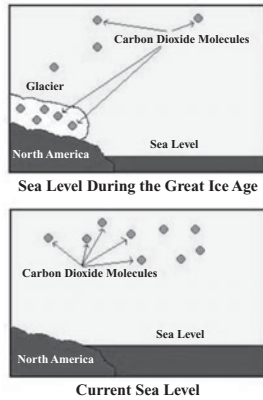 Carbon Dioxide Molecules
Glacier
Sea Level
North America
Sea Level During the Great Ice Age
Carbon Dioxide Molecules
Sea Level
North America
Current Sea Level